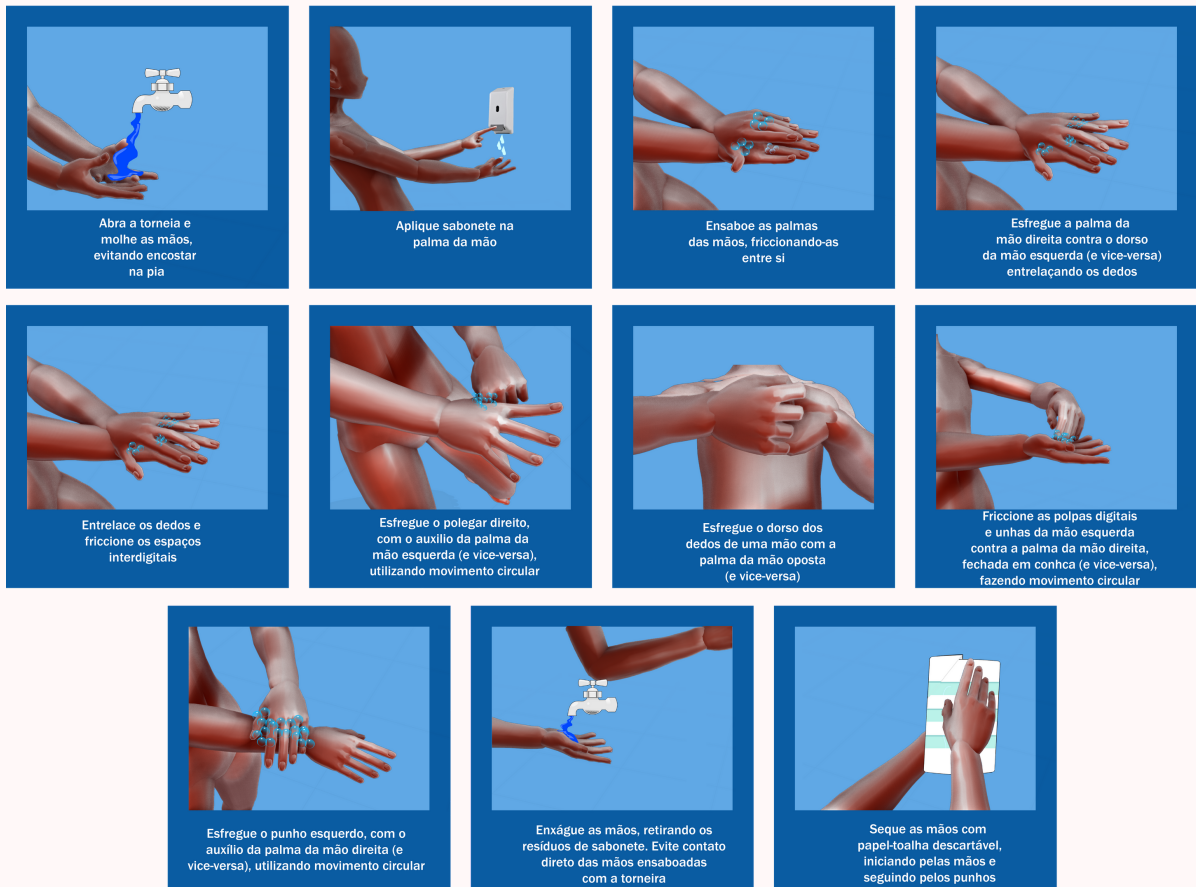 Abra a torneia e
molhe as mãos,
evitando encostar
na pia
Aplique sabonete na
palma da mão
Ensaboe as palmas
das mãos, friccionando-as
entre si
Esfregue a palma da
mão direita contra o dorso
da mão esquerda (e vice-versa)
entrelaçando os dedos
Entrelace os dedos e
friccione os espaços
interdigitais
Esfregue o polegar direito,
com o auxílio da palma da
mão esquerda (e vice-versa),
utilizando movimento circular
Esfregue o dorso dos
dedos de uma mão com a
palma da mão oposta
(e vice-versa)
Friccione as polpas digitais
e unhas da mão esquerda
contra a palma da mão direita,
fechada em conhca (e vice-versa),
fazendo movimento circular
Esfregue o punho esquerdo, com o
auxílio da palma da mão direita (e
vice-versa), utilizando movimento circular
Enxágue as mãos, retirando os
resíduos de sabonete. Evite contato
direto das mãos ensaboadas
com a torneira
Seque as mãos com
papel-toalha descartável,
iniciando pelas mãos e
seguindo pelos punhos